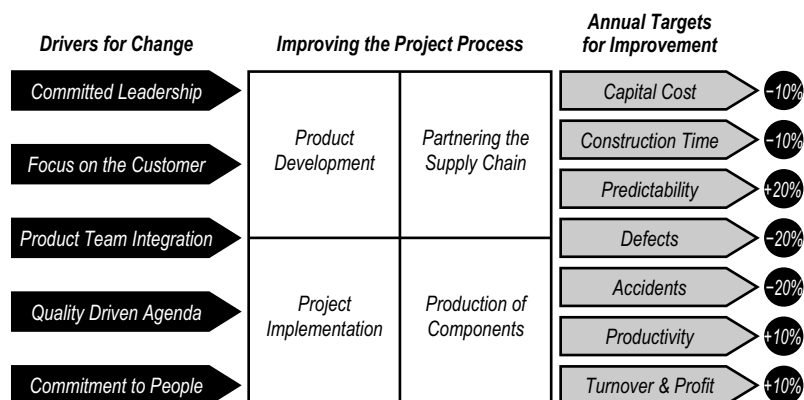 Drivers for Change
Committed Leadership
Focus on the Customer
Product Team Integration
Quality Driven Agenda
Commitment to People
Improving the Project Process
Product
Development
Partnering the
Supply Chain
Project
Implementation
Production of
Components
Annual Targets
for Improvement
Capital Cost
−10%
Construction Time
−10%
Predictability
+20%
Defects
−20%
Accidents
−20%
Productivity
+10%
Turnover & Profit
+10%